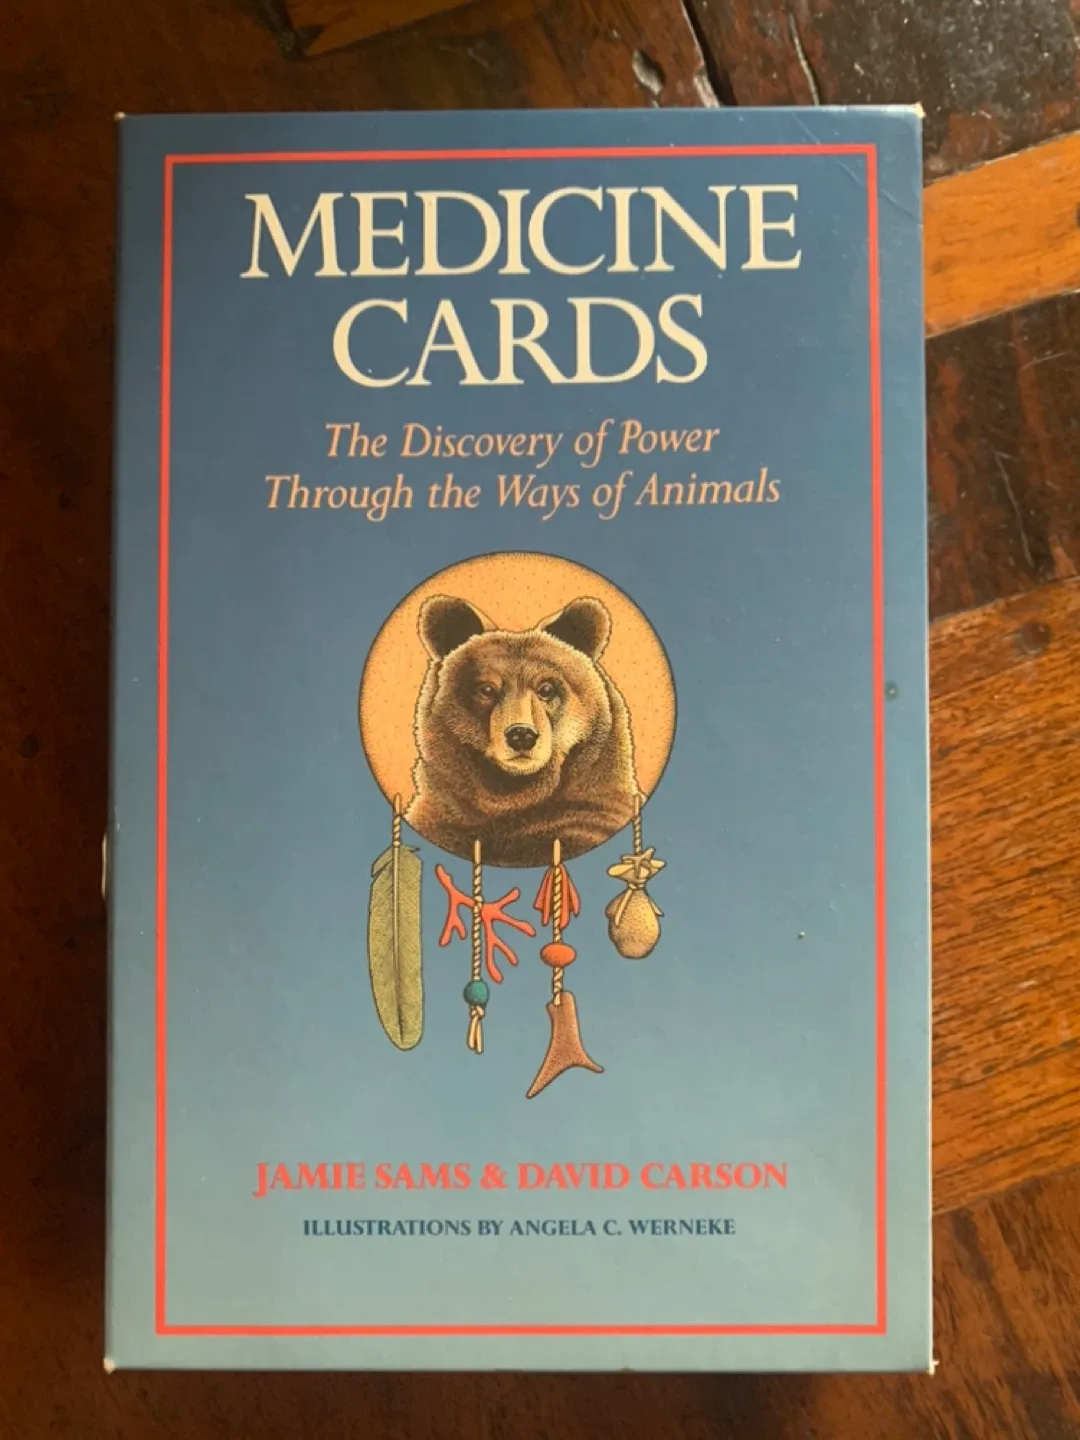 MEDICINE
CARDS
The Discovery of Power
Through the Ways of Animals
JAMIE SAMS & DAVID CARSON
ILLUSTRATIONS BY ANGELA C. WERNEKE